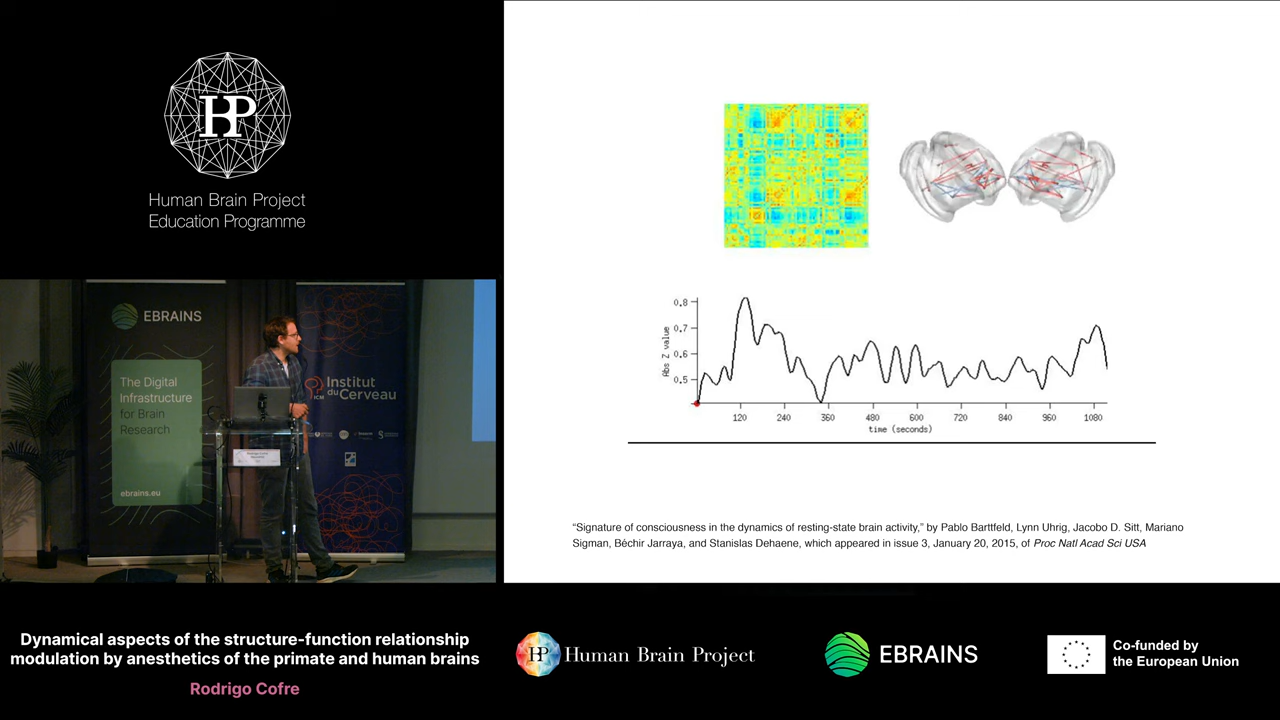 HP
Human Brain Project
Education Programme
EBRAINS
The Digital
Infrastructure
for Brain
Research
ebrains.eu
ICM
Institut
du Cerveau
0.8
0.7
0.6
0.5
Abs Z value
120 240 360 480 600 720 840 960 1080
time (seconds)
“Signature of consciousness in the dynamics of resting-state brain activity,” by Pablo Barttfeld, Lynn Uhrig, Jacobo D. Sitt, Mariano
Sigman, Béchir Jarraya, and Stanislas Dehaene, which appeared in issue 3, January 20, 2015, of Proc Natl Acad Sci USA
Dynamical aspects of the structure-function relationship
modulation by anesthetics of the primate and human brains
Rodrigo Cofre
HP Human Brain Project
EBRAINS
Co-funded by
the European Union